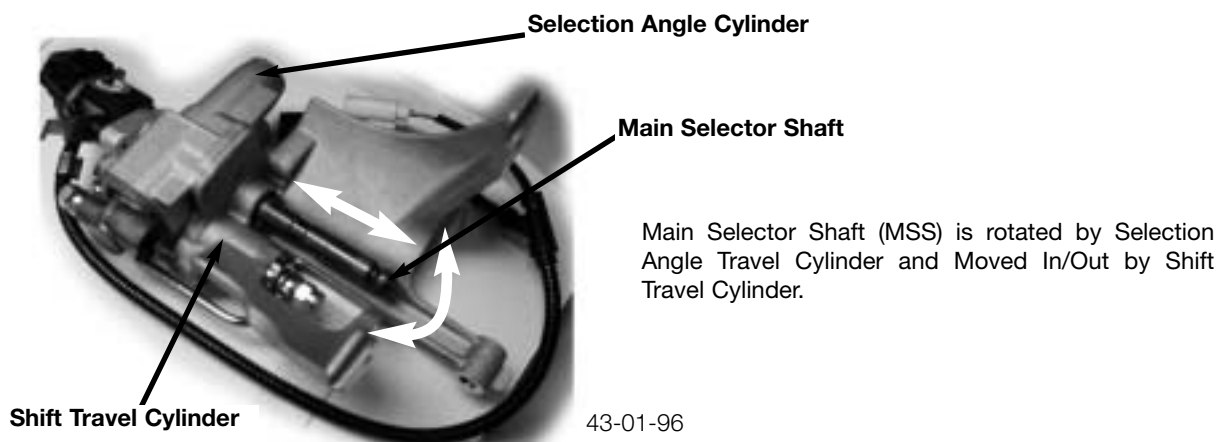 Selection Angle Cylinder
Main Selector Shaft
Main Selector Shaft (MSS) is rotated by Selection
Angle Travel Cylinder and Moved In/Out by Shift
Travel Cylinder.
Shift Travel Cylinder
43-01-96